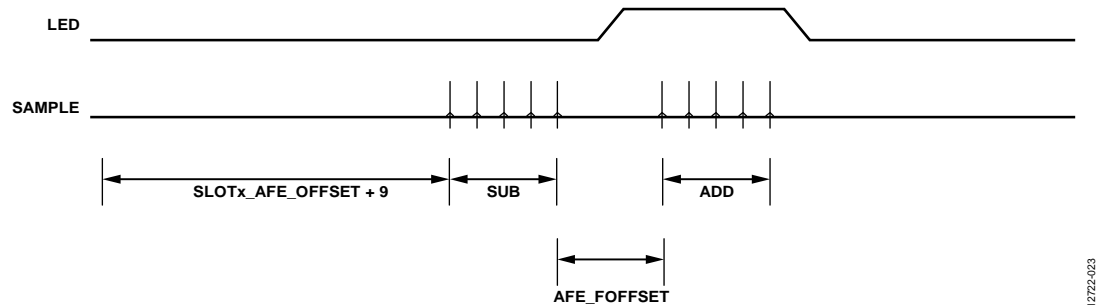 LED
SAMPLE
SLOTx_AFE_OFFSET + 9
SUB
ADD
AFE_FOFFSET
12722-023